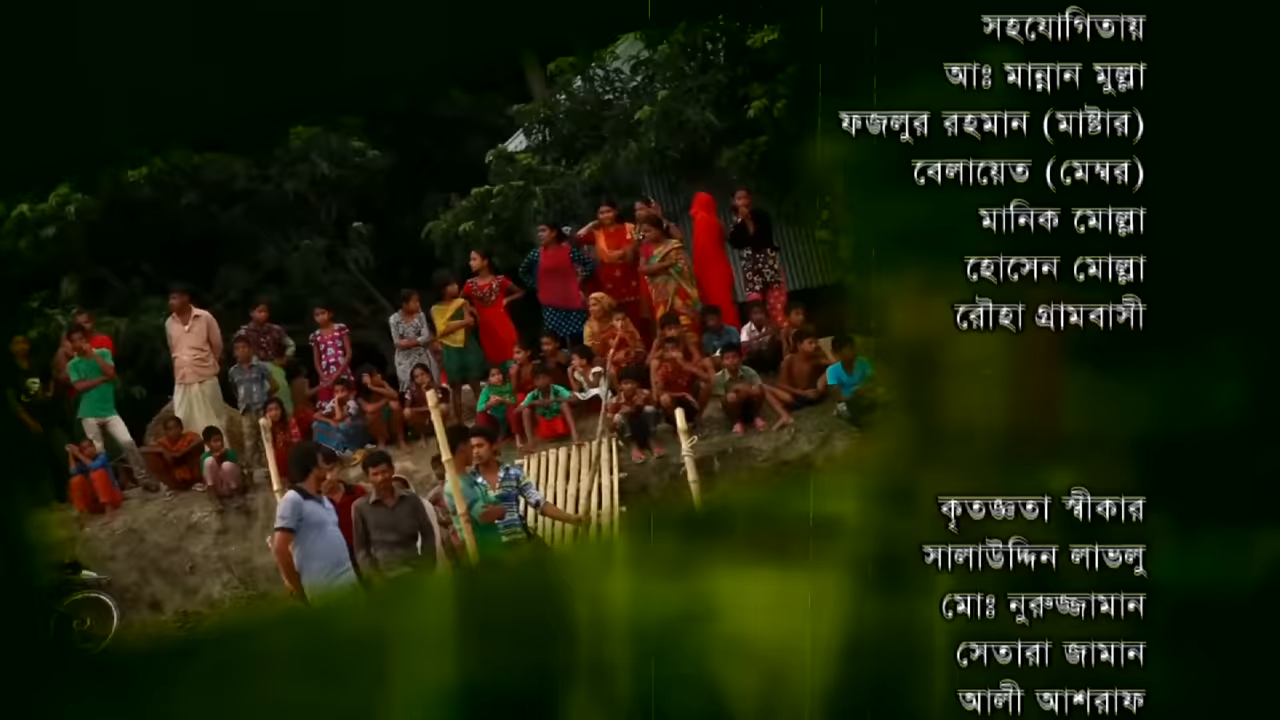 সহযোগিতায়
আঃ মান্নান মুল্লা
ফজলুর রহমান (মাষ্টার)
বেলায়েত (মেম্বর)
মানিক মোল্লা
হোসেন মোল্লা
রৌহা গ্রামবাসী
কৃতজ্ঞতা স্বীকার
সালাউদ্দিন লাভলু
মোঃ নুরুজ্জামান
সেতারা জামান
আলী আশরাফ